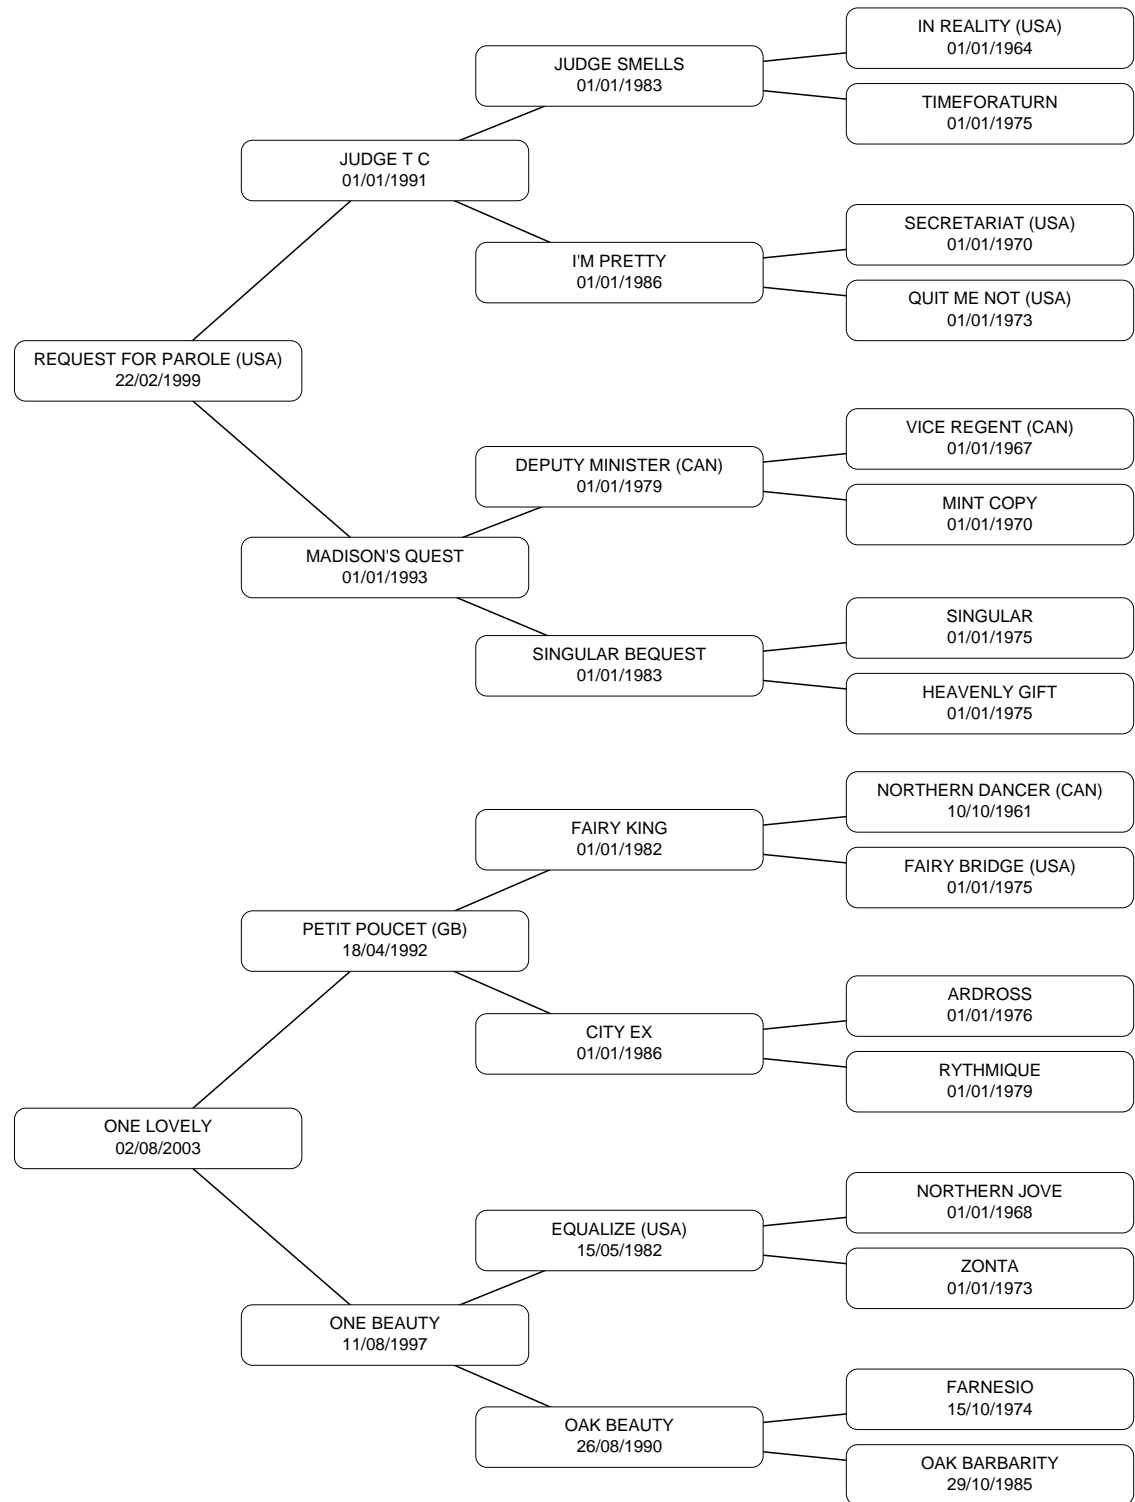 IN REALITY (USA)
01/01/1964
JUDGE SMELLS
01/01/1983
TIMEFORATURN
01/01/1975
JUDGE T C
01/01/1991
SECRETARIAT (USA)
01/01/1970
I'M PRETTY
01/01/1986
QUIT ME NOT (USA)
01/01/1973
REQUEST FOR PAROLE (USA)
22/02/1999
VICE REGENT (CAN)
01/01/1967
DEPUTY MINISTER (CAN)
01/01/1979
MINT COPY
01/01/1970
MADISON'S QUEST
01/01/1993
SINGULAR
01/01/1975
SINGULAR BEQUEST
01/01/1983
HEAVENLY GIFT
01/01/1975
NORTHERN DANCER (CAN)
10/10/1961
FAIRY KING
01/01/1982
FAIRY BRIDGE (USA)
01/01/1975
PETIT POUCET (GB)
18/04/1992
ARDROSS
01/01/1976
CITY EX
01/01/1986
RYTHMIQUE
01/01/1979
ONE LOVELY
02/08/2003
NORTHERN JOVE
01/01/1968
EQUALIZE (USA)
15/05/1982
ZONTA
01/01/1973
ONE BEAUTY
11/08/1997
FARNESIO
15/10/1974
OAK BEAUTY
26/08/1990
OAK BARBARITY
29/10/1985